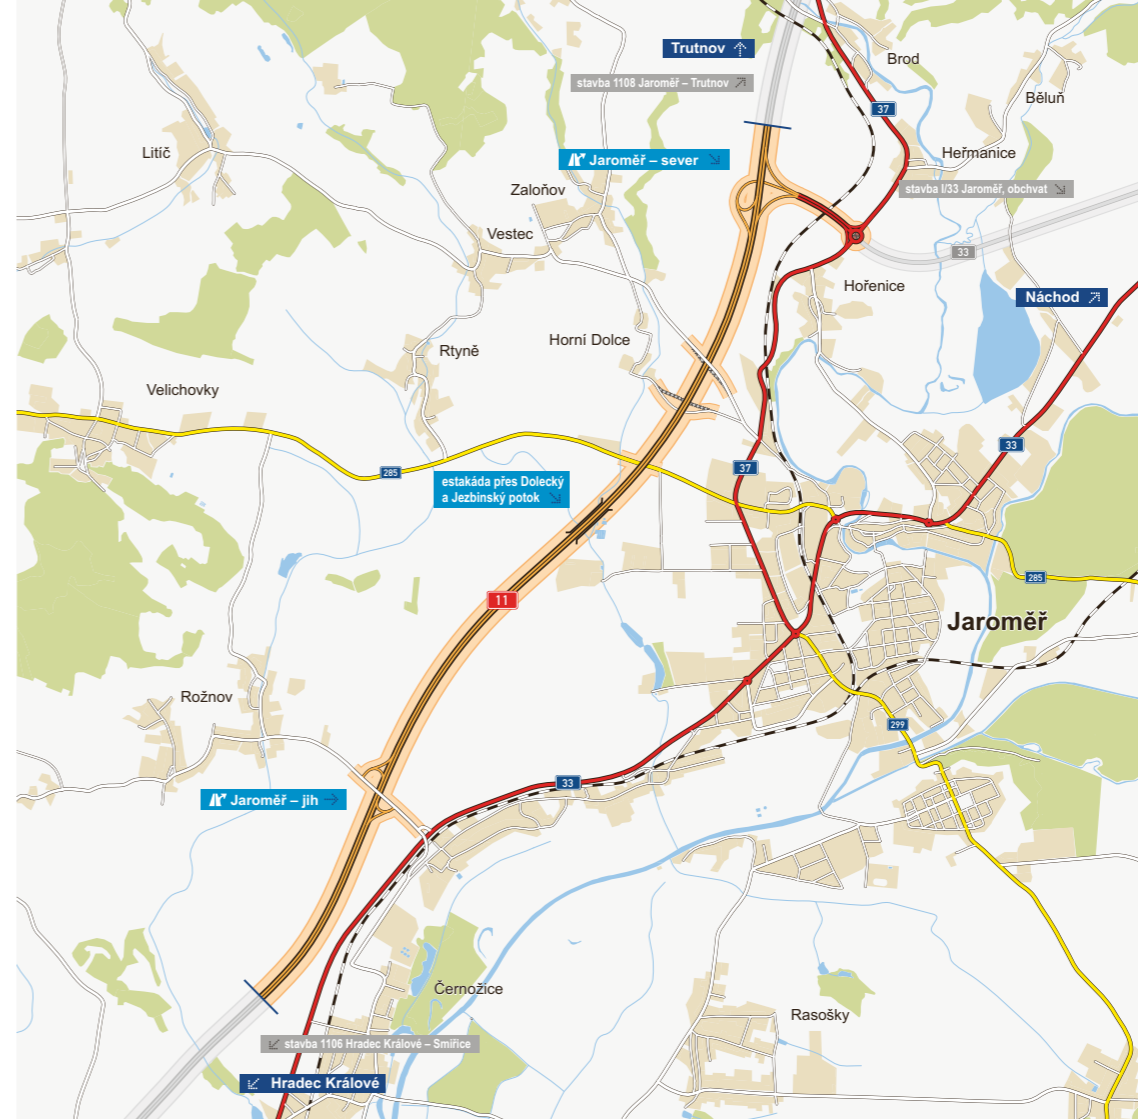 Trutnov
Brod
stavba 1108 Jaroměř – Trutnov
Běluň
37
Litíč
Jaroměř – sever
Heřmanice
Zaloňov
stavba I/33 Jaroměř, obchvat
Vestec
33
Hořenice
Náchod
Horní Dolce
Rtyně
Velichovky
33
37
285
estakáda přes Dolecký
a Jezbinský potok
285
11
Jaroměř
Rožnov
299
33
Jaroměř – jih
Černožice
Rasošky
stavba 1106 Hradec Králové – Smiřice
Hradec Králové